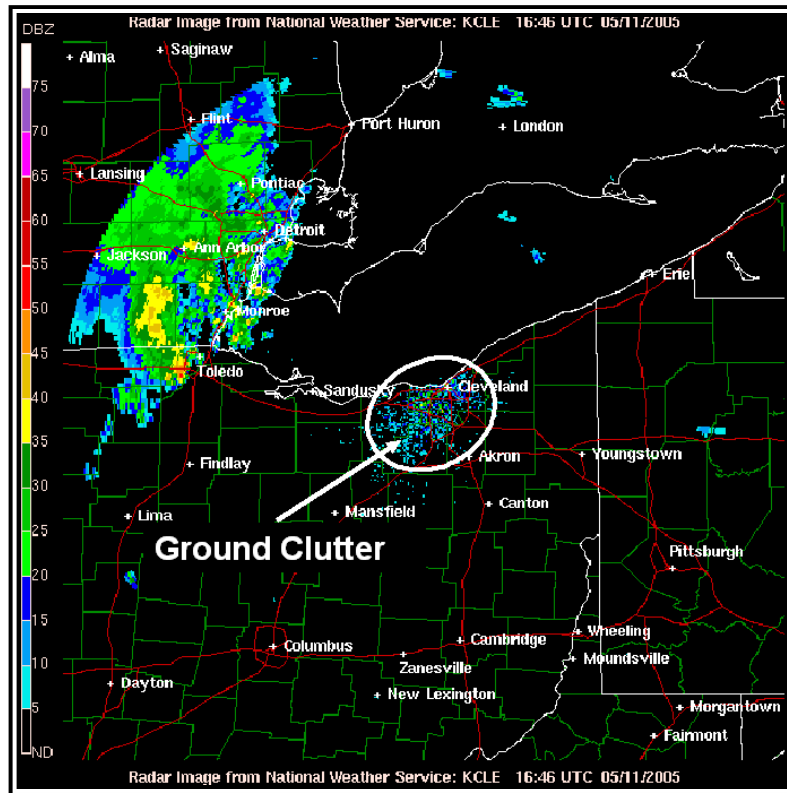 Radar Image from National Weather Service: KCLE 16:46 UTC 05/11/2005
DBZ
75
70
65
60
55
50
45
40
35
30
25
20
15
10
5
ND
Saginaw
Alma
Flint
Port Huron
London
Lansing
Pontiac
Detroit
Ann Arbor
Jackson
Erie
Monroe
Toledo
Sandusky
Cleveland
Findlay
Akron
Youngstown
Canton
Lima
Mansfield
Ground Clutter
Pittsburgh
Columbus
Cambridge
Wheeling
Zanesville
Moundsville
Dayton
New Lexington
Morgantown
Fairmont
Radar Image from National Weather Service: KCLE 16:46 UTC 05/11/2005